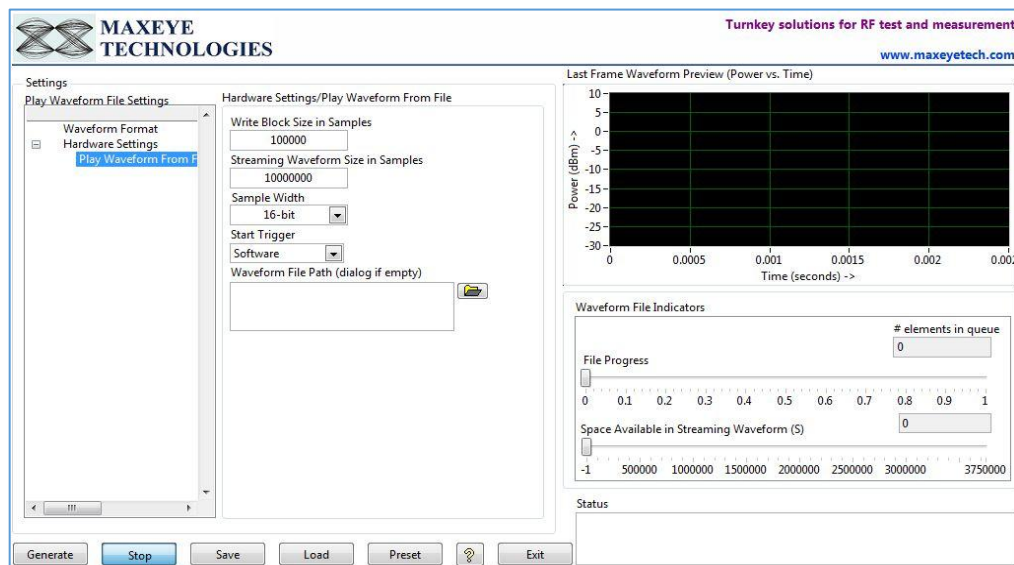 MAXEYE
TECHNOLOGIES
Turnkey solutions for RF test and measurement
www.maxeyetech.com
Settings
Play Waveform File Settings
Waveform Format
Hardware Settings
Play Waveform From F
Hardware Settings/Play Waveform From File
Write Block Size in Samples
100000
Streaming Waveform Size in Samples
10000000
Sample Width
16-bit
Start Trigger
Software
Waveform File Path (dialog if empty)
Last Frame Waveform Preview (Power vs. Time)
Power (dBm) ->
10
5
0
-5
-10
-15
-20
-25
-30
0 0.0005 0.001 0.0015 0.002 0.002
Time (seconds) ->
Waveform File Indicators
# elements in queue
0
File Progress
0 0.1 0.2 0.3 0.4 0.5 0.6 0.7 0.8 0.9 1
0
Space Available in Streaming Waveform (S)
-1 500000 1000000 1500000 2000000 2500000 3000000 3750000
Status
Generate Stop Save Load Preset ? Exit